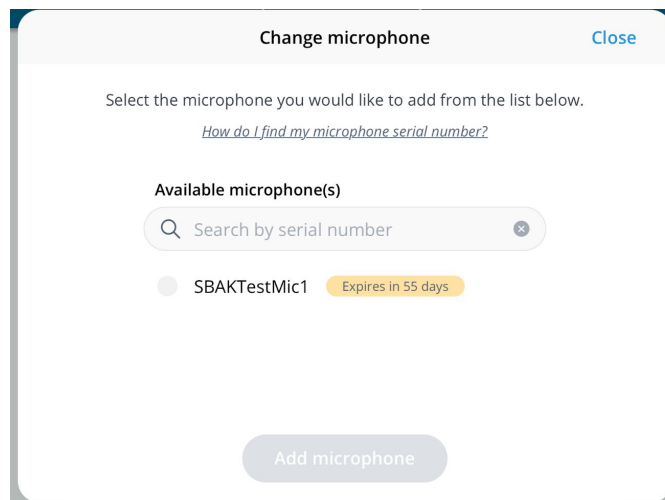 Change microphone
Close
Select the microphone you would like to add from the list below.
How do I find my microphone serial number?
Available microphone(s)
Search by serial number
SBAKTestMic1
Expires in 55 days
Add microphone